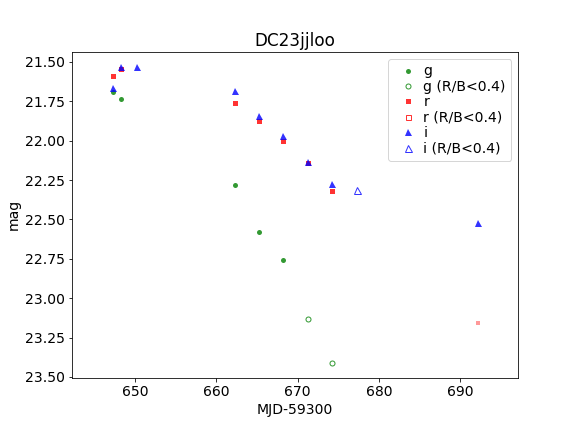 DC23jjloo
g
g (R/B<0.4)
r
r (R/B<0.4)
i
i (R/B<0.4)
mag
21.50
21.75
22.00
22.25
22.50
22.75
23.00
23.25
23.50
650
660
670
680
690
MJD-59300